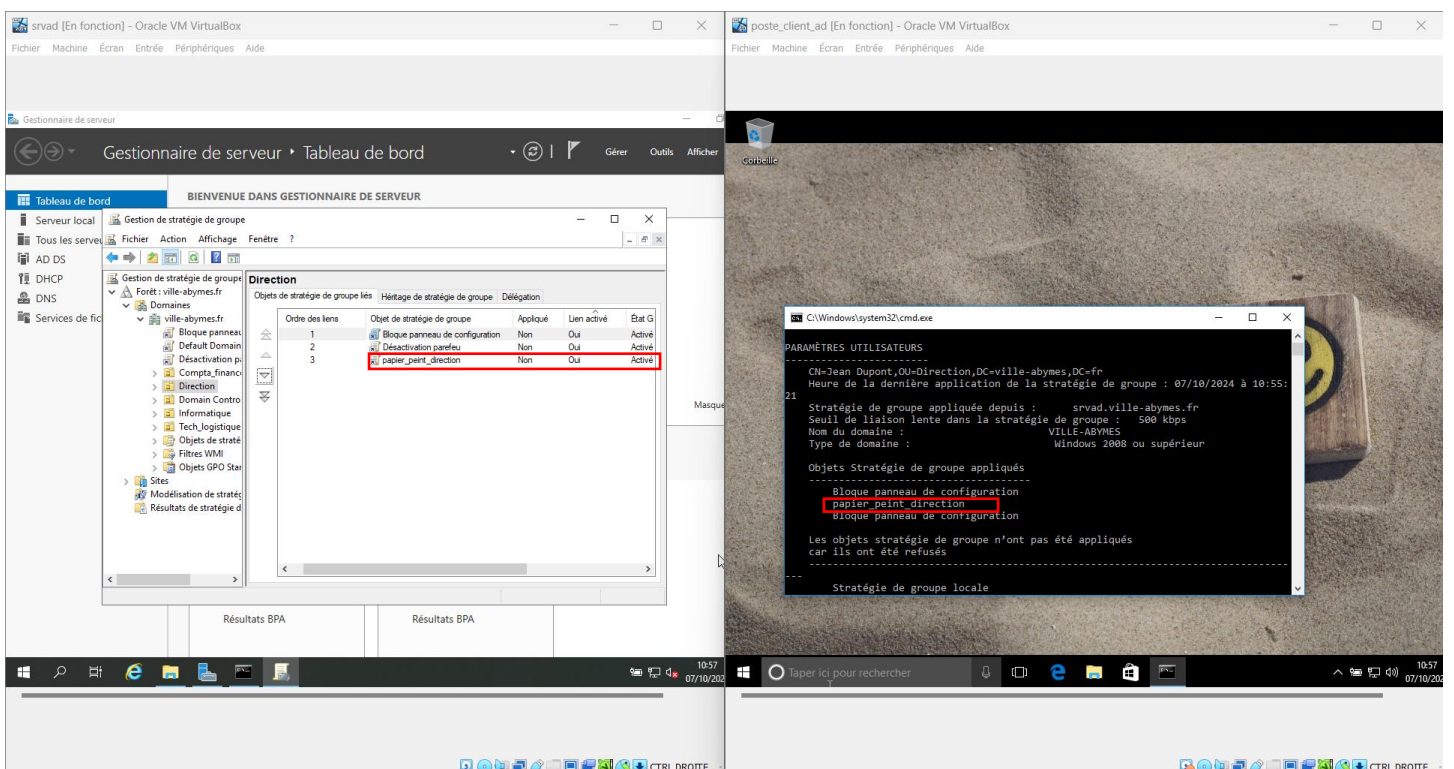 srvad [En fonction] - Oracle VM VirtualBox
Fichier Machine Écran Entrée Périphériques Aide
Gestionnaire de serveur
Gestionnaire de serveur • Tableau de bord
Gérer Outils Afficher
Tableau de bord
Serveur local
Tous les serveu
AD DS
DHCP
DNS
Services de fic
BIENVENUE DANS GESTIONNAIRE DE SERVEUR
Gestion de stratégie de groupe
Fichier Action Affichage Fenêtre ?
Gestion de stratégie de groupe
Forêt : ville-abymes.fr
Domaines
ville-abymes.fr
Bloque panneau
Default Domain
Désactivation pa
Compta_financ
Direction
Domain Contro
Informatique
Tech_logistique
Objets de straté
Filtres WMI
Objets GPO Star
Sites
Modélisation de stratég
Résultats de stratégie d
Direction
Objets de stratégie de groupe liés Héritage de stratégie de groupe Délégation
Ordre des liens Objet de stratégie de groupe Appliqué Lien activé État G
1 Bloque panneau de configuration Non Oui Activé
2 Désactivation parefeu Non Oui Activé
3 papier_peint_direction Non Oui Activé
Masque
Résultats BPA Résultats BPA
10:57
07/10/202
CTRL DROITE
poste_client_ad [En fonction] - Oracle VM VirtualBox
Fichier Machine Écran Entrée Périphériques Aide
Corbeille
C:\Windows\system32\cmd.exe
PARAMÈTRES UTILISATEURS
-----------------------
CN=Jean Dupont,OU=Direction,DC=ville-abymes,DC=fr
Heure de la dernière application de la stratégie de groupe : 07/10/2024 à 10:55:
21
Stratégie de groupe appliquée depuis : srvad.ville-abymes.fr
Seuil de liaison lente dans la stratégie de groupe : 500 kbps
Nom du domaine : VILLE-ABYMES
Type de domaine : Windows 2008 ou supérieur
Objets Stratégie de groupe appliqués
------------------------------------
Bloque panneau de configuration
papier_peint_direction
Bloque panneau de configuration
Les objets stratégie de groupe n'ont pas été appliqués
car ils ont été refusés
-------------------------------------------------------------------------------
---
Stratégie de groupe locale
Taper ici pour rechercher
10:57
07/10/202
CTRL DROITE